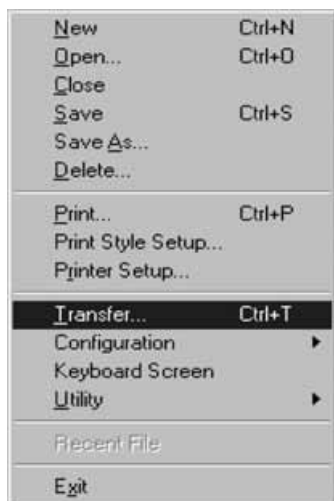 New Ctrl+N
Open... Ctrl+O
Close
Save Ctrl+S
Save As...
Delete...
Print... Ctrl+P
Print Style Setup...
Printer Setup...
Transfer... Ctrl+T
Configuration
Keyboard Screen
Utility
Recent File
Exit